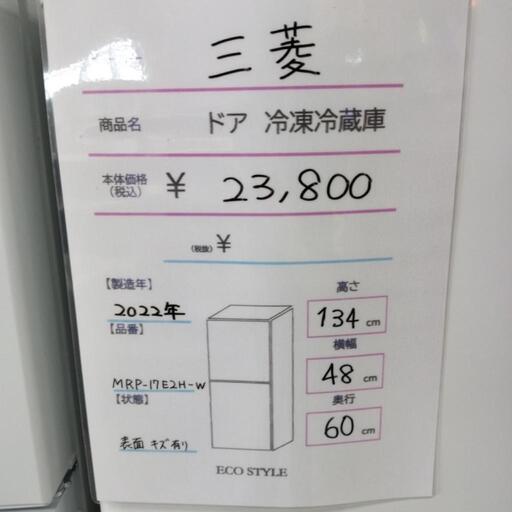 三菱
商品名 ドア 冷凍冷蔵庫
本体価格
(税込) ¥ 23,800
(税抜) ¥
【製造年】
2022年
【品番】
MRP-17E2H-W
【状態】
表面 キズ有り
高さ
134 cm
横幅
48 cm
奥行
60 cm
ECO STYLE